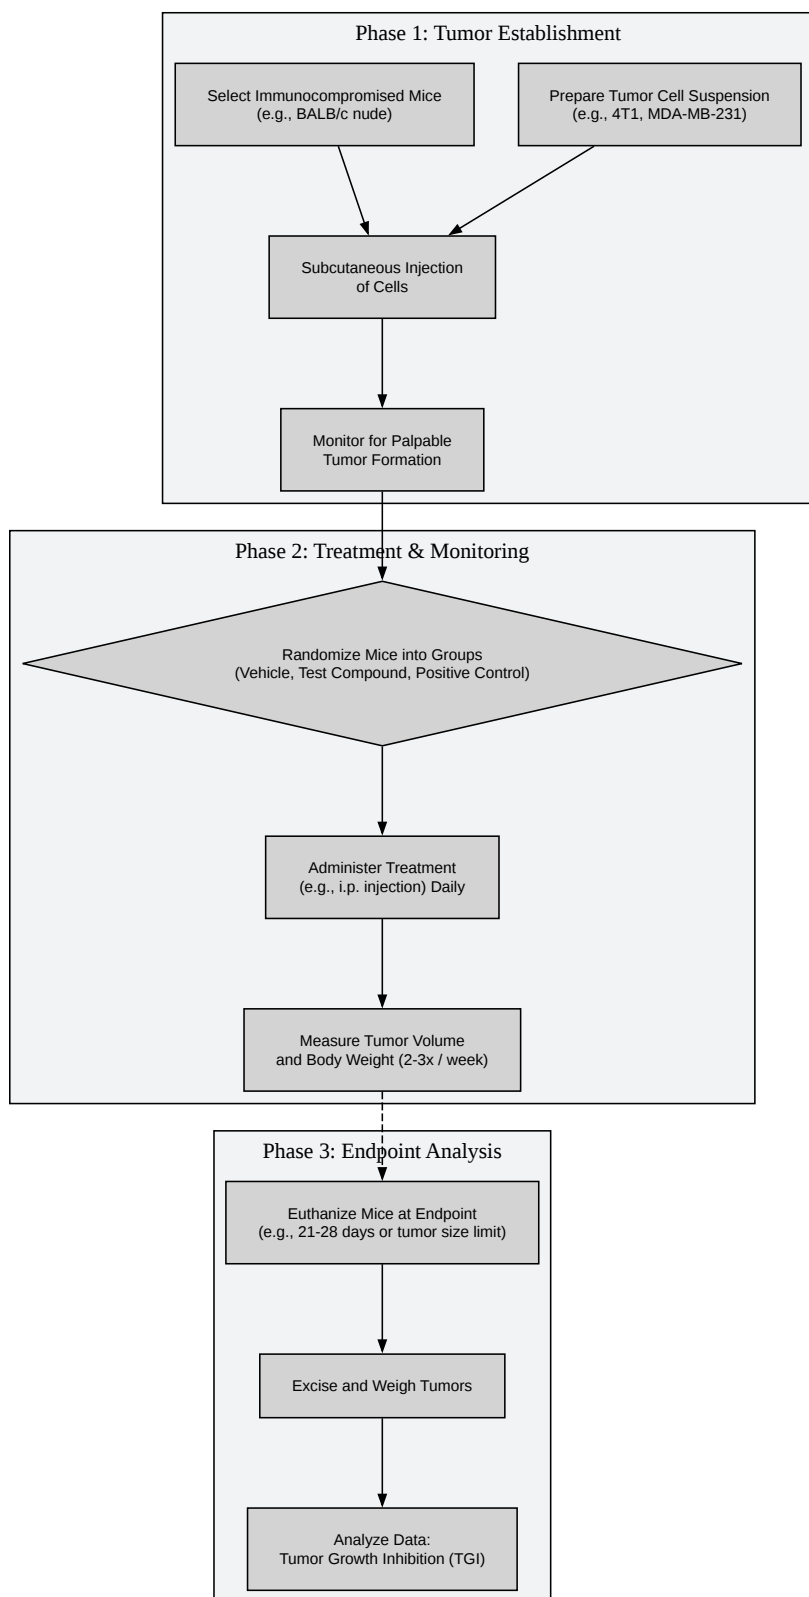 Phase 1: Tumor Establishment
Select Immunocompromised Mice
(e.g., BALB/c nude)
Prepare Tumor Cell Suspension
(e.g., 4T1, MDA-MB-231)
Subcutaneous Injection
of Cells
Monitor for Palpable
Tumor Formation
Phase 2: Treatment & Monitoring
Randomize Mice into Groups
(Vehicle, Test Compound, Positive Control)
Administer Treatment
(e.g., i.p. injection) Daily
Measure Tumor Volume
and Body Weight (2-3x / week)
Phase 3: Endpoint Analysis
Euthanize Mice at Endpoint
(e.g., 21-28 days or tumor size limit)
Excise and Weigh Tumors
Analyze Data:
Tumor Growth Inhibition (TGI)